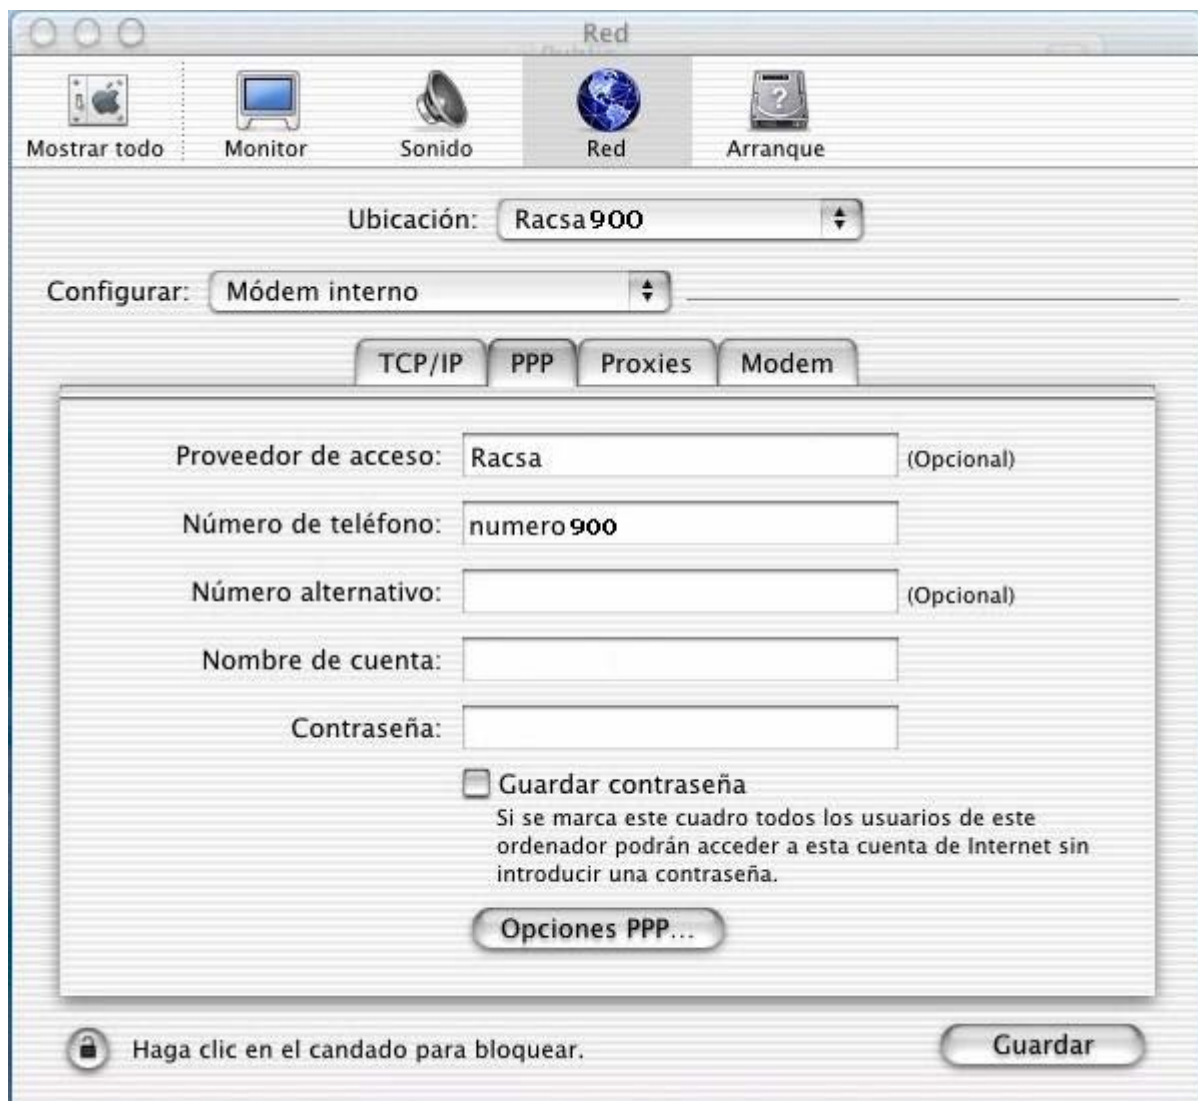 Red
Mostrar todo
Monitor
Sonido
Red
Arranque
Ubicación: Racsa900
Configurar: Módem interno
TCP/IP
PPP
Proxies
Modem
Proveedor de acceso: Racsa (Opcional)
Número de teléfono: numero900
Número alternativo: (Opcional)
Nombre de cuenta:
Contraseña:
Guardar contraseña
Si se marca este cuadro todos los usuarios de este
ordenador podrán acceder a esta cuenta de Internet sin
introducir una contraseña.
Opciones PPP...
Haga clic en el candado para bloquear.
Guardar